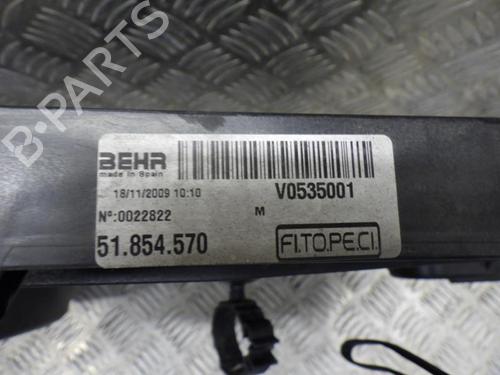 B-PARTS
BEHR
made in Spain
18/11/2009 10:10
V0535001
Nº:0022822
M
51.854.570
FI.TO.PE.CI.